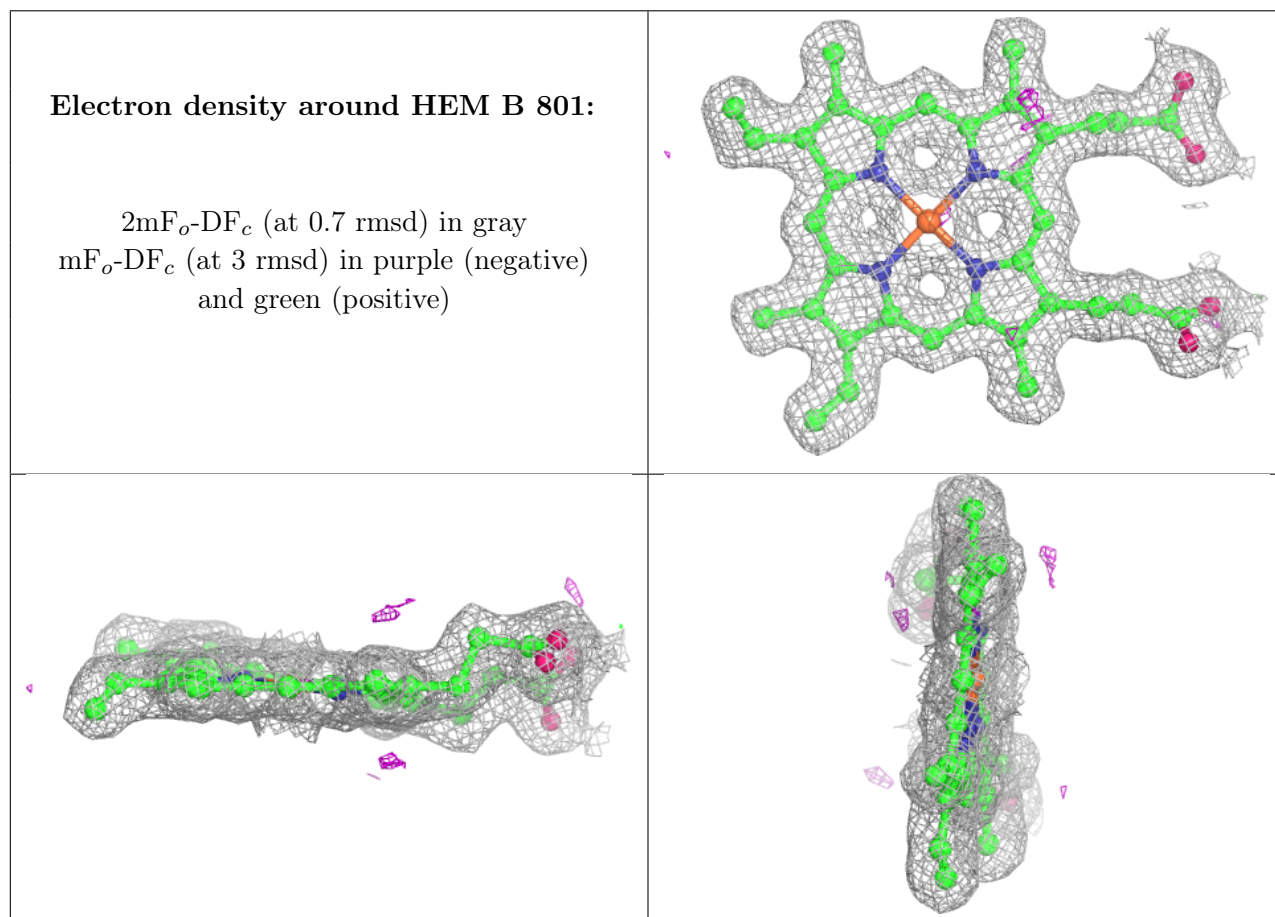 Electron density around HEM B 801:
2mFo-DFc (at 0.7 rmsd) in gray
mFo-DFc (at 3 rmsd) in purple (negative)
and green (positive)